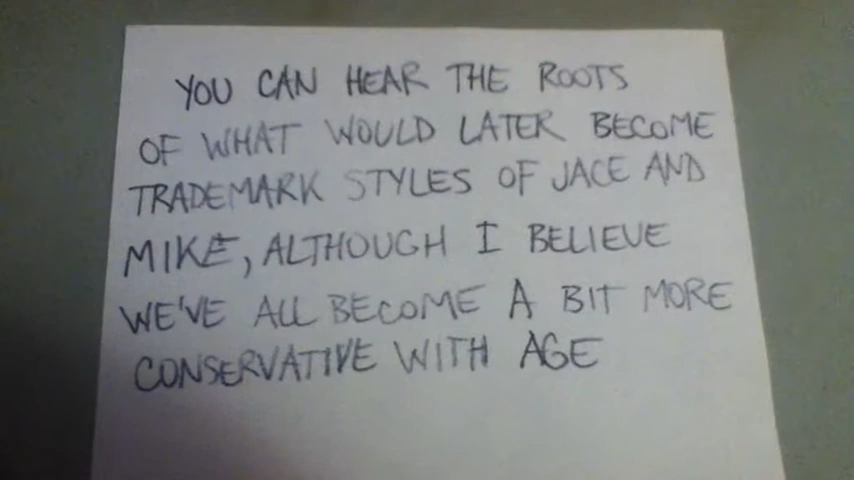 YOU CAN HEAR THE ROOTS
OF WHAT WOULD LATER BECOME
TRADEMARK STYLES OF JACE AND
MIKE, ALTHOUGH I BELIEVE
WE'VE ALL BECOME A BIT MORE
CONSERVATIVE WITH AGE